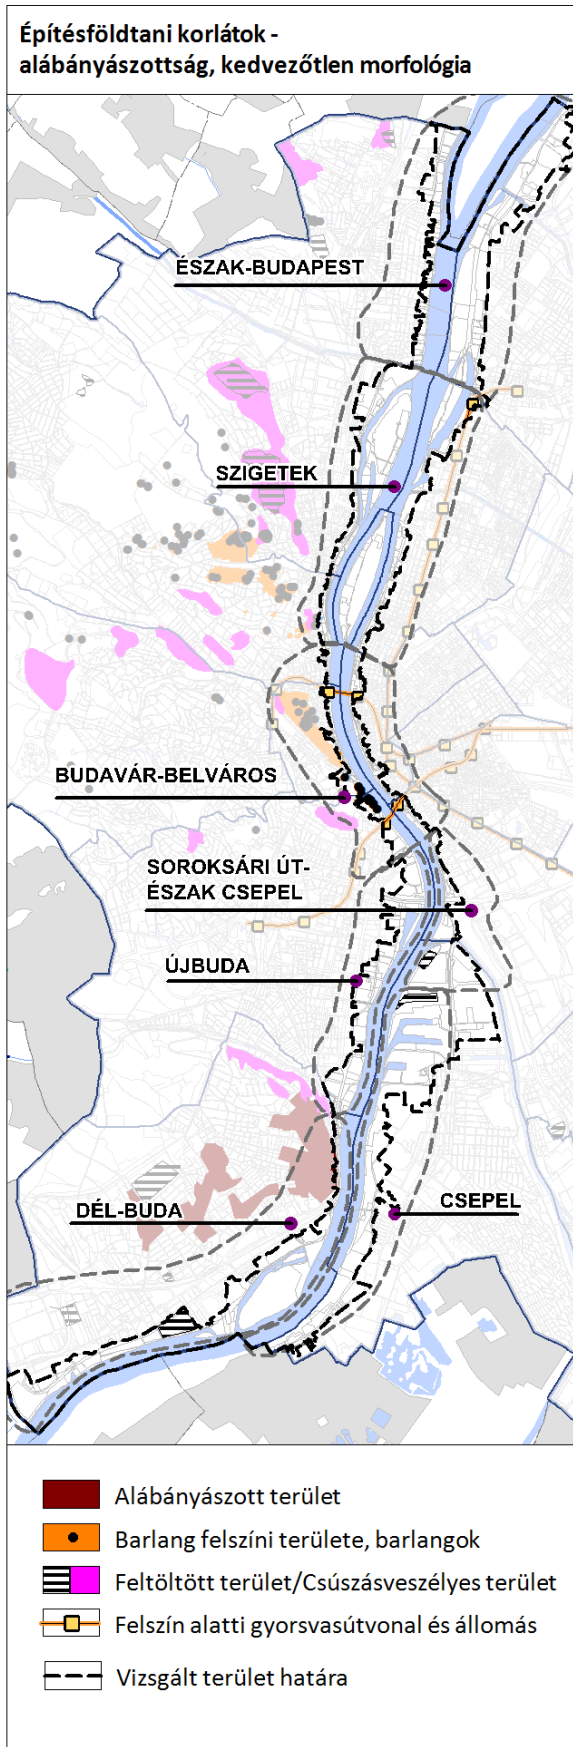 Építésföldtani korlátok -
alábányászottság, kedvezőtlen morfológia
ÉSZAK-BUDAPEST
SZIGETEK
BUDAVÁR-BELVÁROS
SOROKSÁRI ÚT-
ÉSZAK CSEPEL
ÚJBUDA
DÉL-BUDA
CSEPEL
Alábányászott terület
Barlang felszíni területe, barlangok
Feltöltött terület/Csúszásveszélyes terület
Felszín alatti gyorsvasútvonal és állomás
Vizsgált terület határa